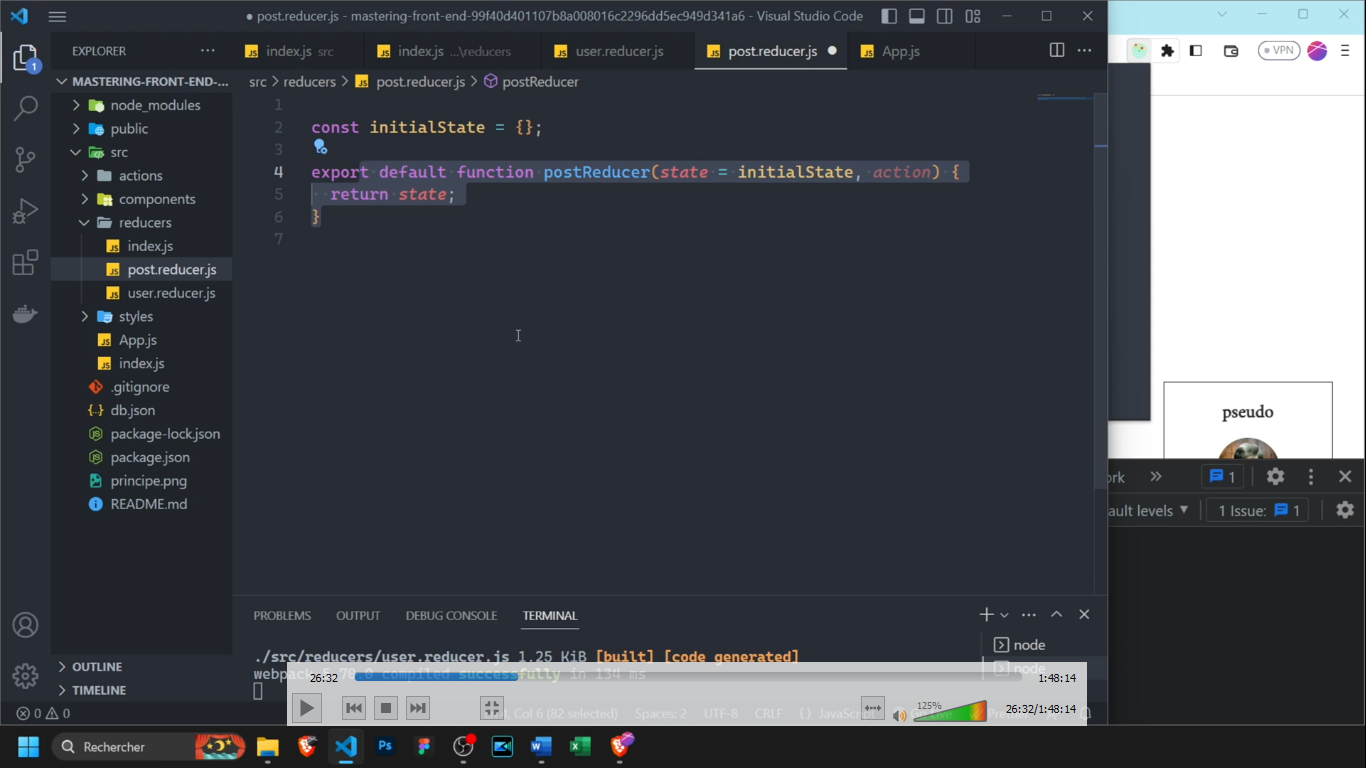 ● post.reducer.js - mastering-front-end-99f40d401107b8a008016c2296dd5ec949d341a6 - Visual Studio Code
EXPLORER
index.js src
index.js ...\reducers
user.reducer.js
post.reducer.js ●
App.js
MASTERING-FRONT-END-...
src > reducers > JS post.reducer.js > postReducer
node_modules
public
src
actions
components
reducers
index.js
post.reducer.js
user.reducer.js
styles
App.js
index.js
.gitignore
db.json
package-lock.json
package.json
principe.png
README.md
OUTLINE
TIMELINE
1
2 const initialState = {};
3
4 export default function postReducer(state = initialState, action) {
5 return state;
6 }
7
PROBLEMS
OUTPUT
DEBUG CONSOLE
TERMINAL
./src/reducers/user.reducer.js 1.25 KiB [built] [code generated]
compiled successfully in 134 ms
node
node
26:32
1:48:14
125%
26:32/1:48:14
0 0
Col 6 (82 selected)
Spaces: 2
UTF-8
CRLF
{}
VPN
pseudo
ork
1
ault levels ▼
1 Issue: 1
Rechercher
Ps